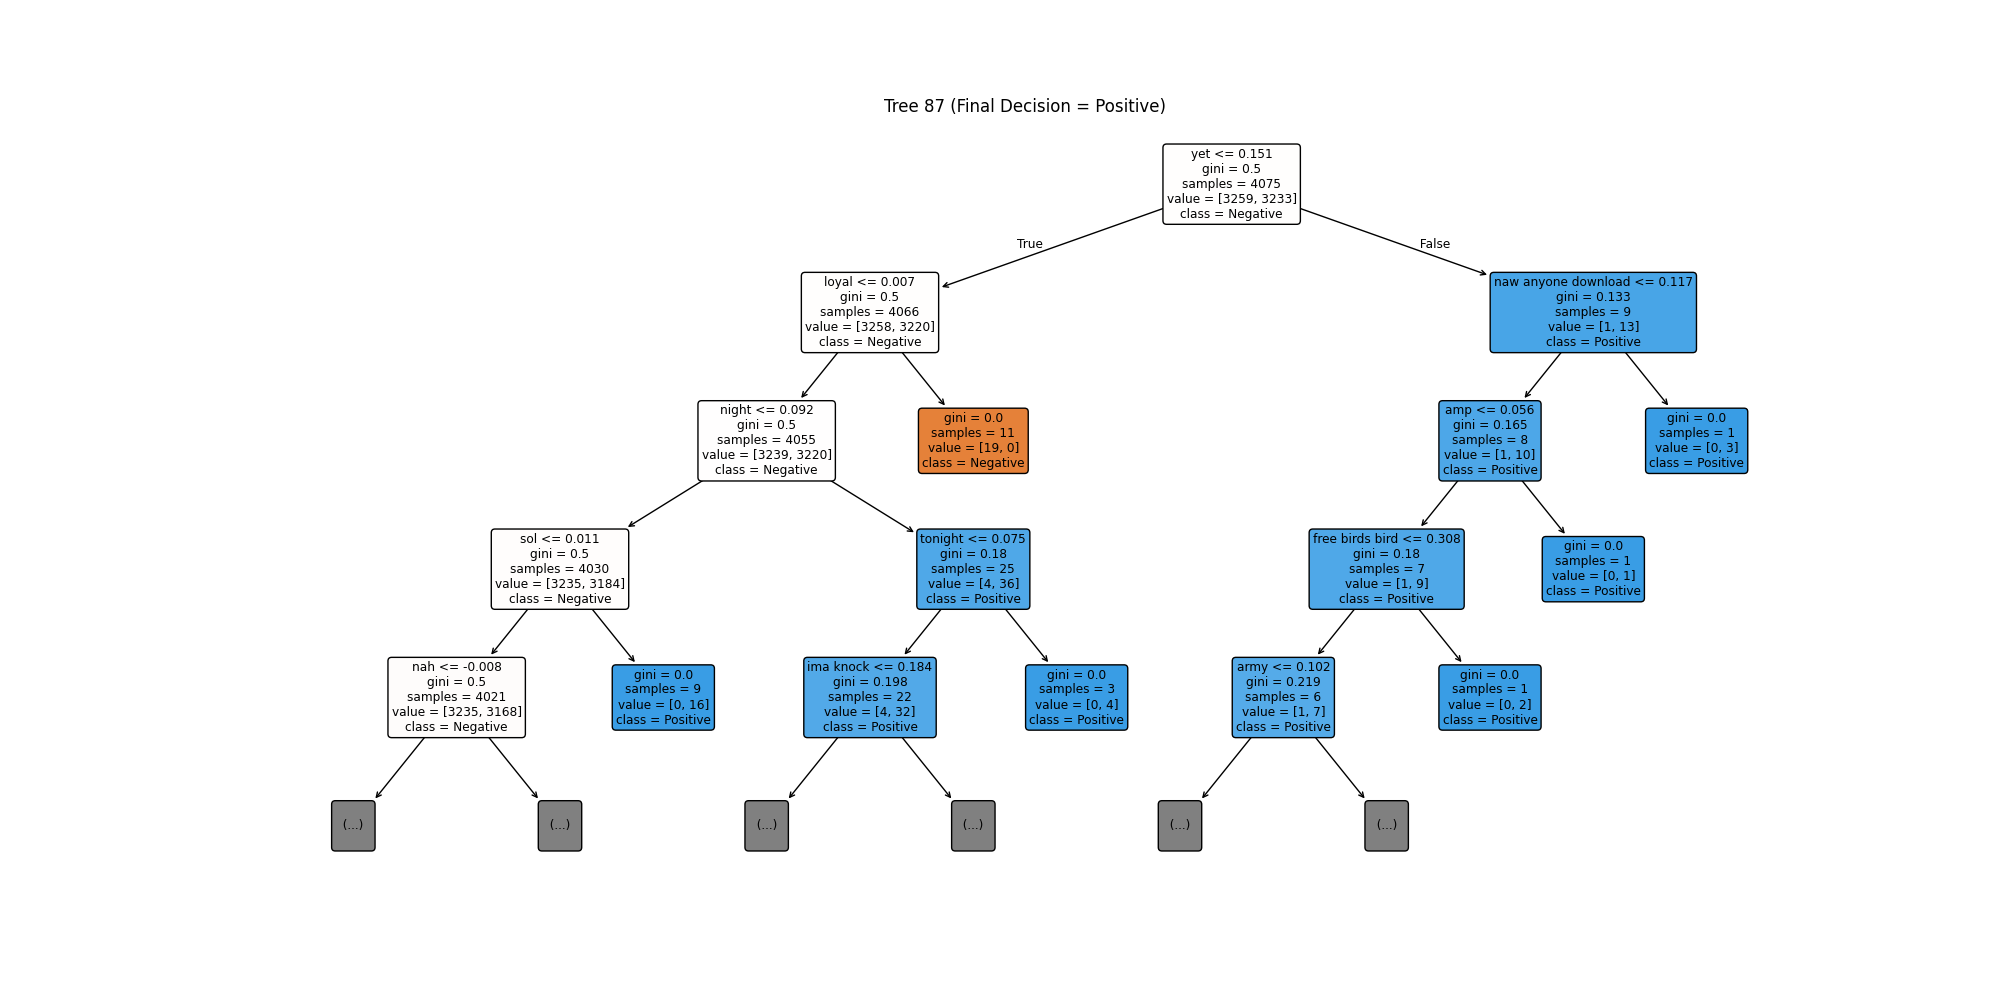 Tree 87 (Final Decision = Positive)
yet <= 0.151
gini = 0.5
samples = 4075
value = [3259, 3233]
class = Negative
True
False
loyal <= 0.007
gini = 0.5
samples = 4066
value = [3258, 3220]
class = Negative
naw anyone download <= 0.117
gini = 0.133
samples = 9
value = [1, 13]
class = Positive
night <= 0.092
gini = 0.5
samples = 4055
value = [3239, 3220]
class = Negative
gini = 0.0
samples = 11
value = [19, 0]
class = Negative
amp <= 0.056
gini = 0.165
samples = 8
value = [1, 10]
class = Positive
gini = 0.0
samples = 1
value = [0, 3]
class = Positive
sol <= 0.011
gini = 0.5
samples = 4030
value = [3235, 3184]
class = Negative
tonight <= 0.075
gini = 0.18
samples = 25
value = [4, 36]
class = Positive
free birds bird <= 0.308
gini = 0.18
samples = 7
value = [1, 9]
class = Positive
gini = 0.0
samples = 1
value = [0, 1]
class = Positive
nah <= -0.008
gini = 0.5
samples = 4021
value = [3235, 3168]
class = Negative
gini = 0.0
samples = 9
value = [0, 16]
class = Positive
ima knock <= 0.184
gini = 0.198
samples = 22
value = [4, 32]
class = Positive
gini = 0.0
samples = 3
value = [0, 4]
class = Positive
army <= 0.102
gini = 0.219
samples = 6
value = [1, 7]
class = Positive
gini = 0.0
samples = 1
value = [0, 2]
class = Positive
(...)
(...)
(...)
(...)
(...)
(...)